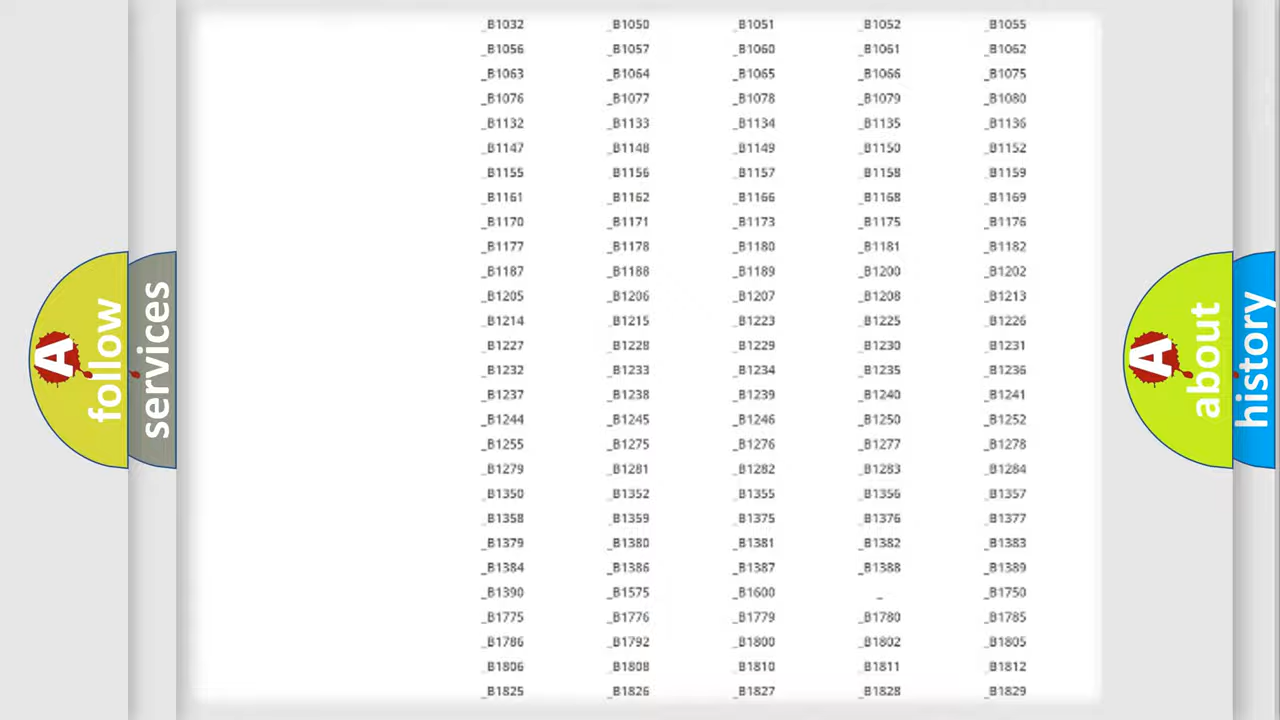 _B1032 _B1050 _B1051 _B1052 _B1055
_B1056 _B1057 _B1060 _B1061 _B1062
_B1063 _B1064 _B1065 _B1066 _B1075
_B1076 _B1077 _B1078 _B1079 _B1080
_B1132 _B1133 _B1134 _B1135 _B1136
_B1147 _B1148 _B1149 _B1150 _B1152
_B1155 _B1156 _B1157 _B1158 _B1159
_B1161 _B1162 _B1166 _B1168 _B1169
_B1170 _B1171 _B1173 _B1175 _B1176
_B1177 _B1178 _B1180 _B1181 _B1182
_B1187 _B1188 _B1189 _B1200 _B1202
_B1205 _B1206 _B1207 _B1208 _B1213
_B1214 _B1215 _B1223 _B1225 _B1226
_B1227 _B1228 _B1229 _B1230 _B1231
_B1232 _B1233 _B1234 _B1235 _B1236
_B1237 _B1238 _B1239 _B1240 _B1241
_B1244 _B1245 _B1246 _B1250 _B1252
_B1255 _B1275 _B1276 _B1277 _B1278
_B1279 _B1281 _B1282 _B1283 _B1284
_B1350 _B1352 _B1355 _B1356 _B1357
_B1358 _B1359 _B1375 _B1376 _B1377
_B1379 _B1380 _B1381 _B1382 _B1383
_B1384 _B1386 _B1387 _B1388 _B1389
_B1390 _B1575 _B1600 _ _B1750
_B1775 _B1776 _B1779 _B1780 _B1785
_B1786 _B1792 _B1800 _B1802 _B1805
_B1806 _B1808 _B1810 _B1811 _B1812
_B1825 _B1826 _B1827 _B1828 _B1829
A
follow
services
A
about
history